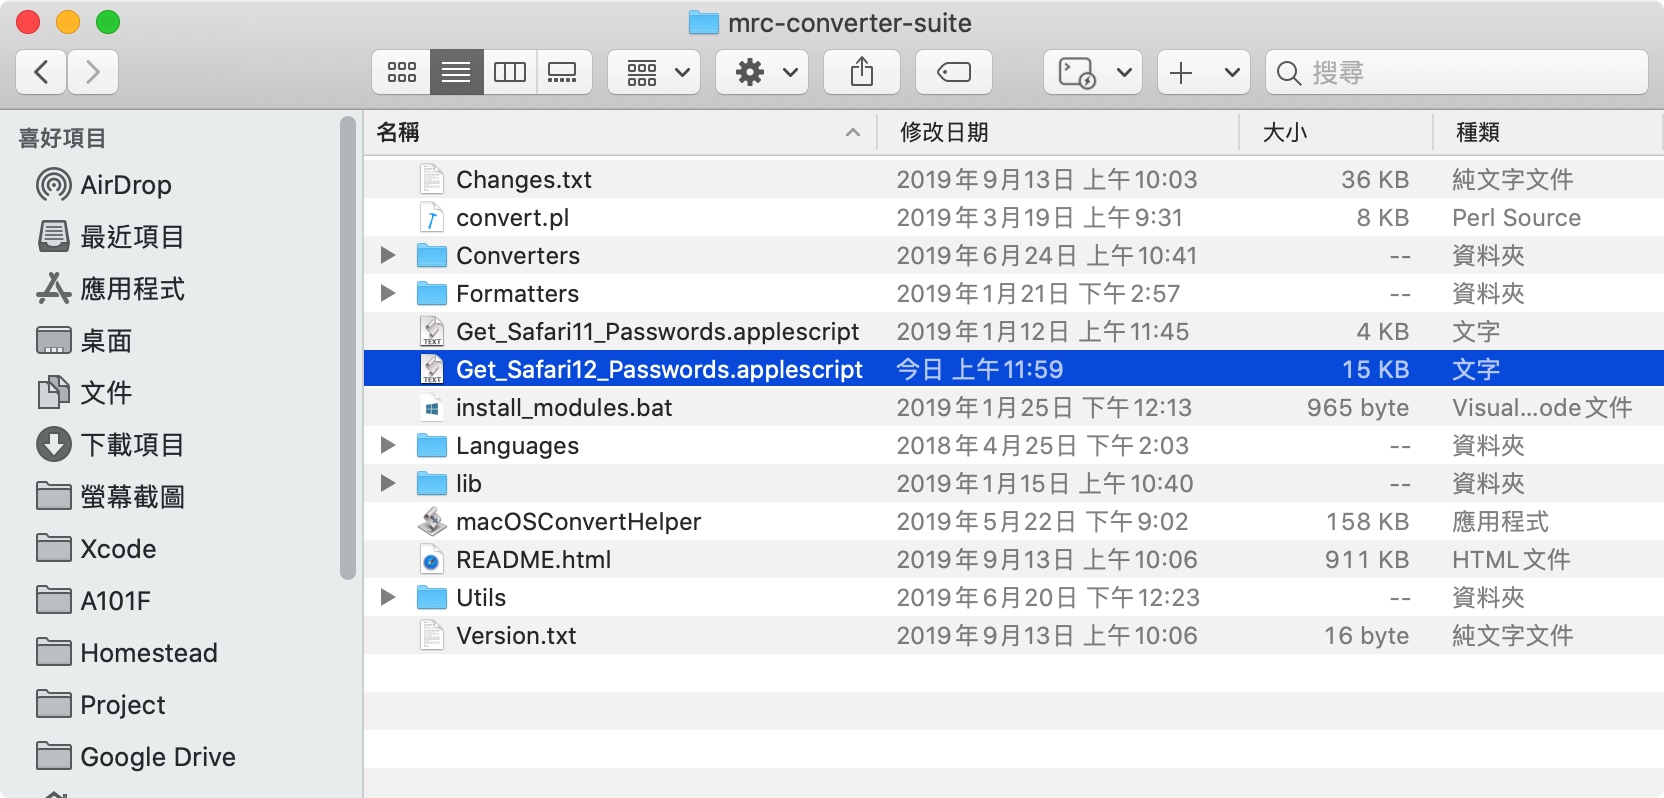 mrc-converter-suite
搜尋
喜好項目
AirDrop
最近項目
應用程式
桌面
文件
下載項目
螢幕截圖
Xcode
A101F
Homestead
Project
Google Drive
名稱 修改日期 大小 種類
Changes.txt 2019年9月13日 上午10:03 36 KB 純文字文件
convert.pl 2019年3月19日 上午9:31 8 KB Perl Source
Converters 2019年6月24日 上午10:41 -- 資料夾
Formatters 2019年1月21日 下午2:57 -- 資料夾
Get_Safari11_Passwords.applescript 2019年1月12日 上午11:45 4 KB 文字
Get_Safari12_Passwords.applescript 今日 上午11:59 15 KB 文字
install_modules.bat 2019年1月25日 下午12:13 965 byte Visual...ode文件
Languages 2018年4月25日 下午2:03 -- 資料夾
lib 2019年1月15日 上午10:40 -- 資料夾
macOSConvertHelper 2019年5月22日 下午9:02 158 KB 應用程式
README.html 2019年9月13日 上午10:06 911 KB HTML文件
Utils 2019年6月20日 下午12:23 -- 資料夾
Version.txt 2019年9月13日 上午10:06 16 byte 純文字文件